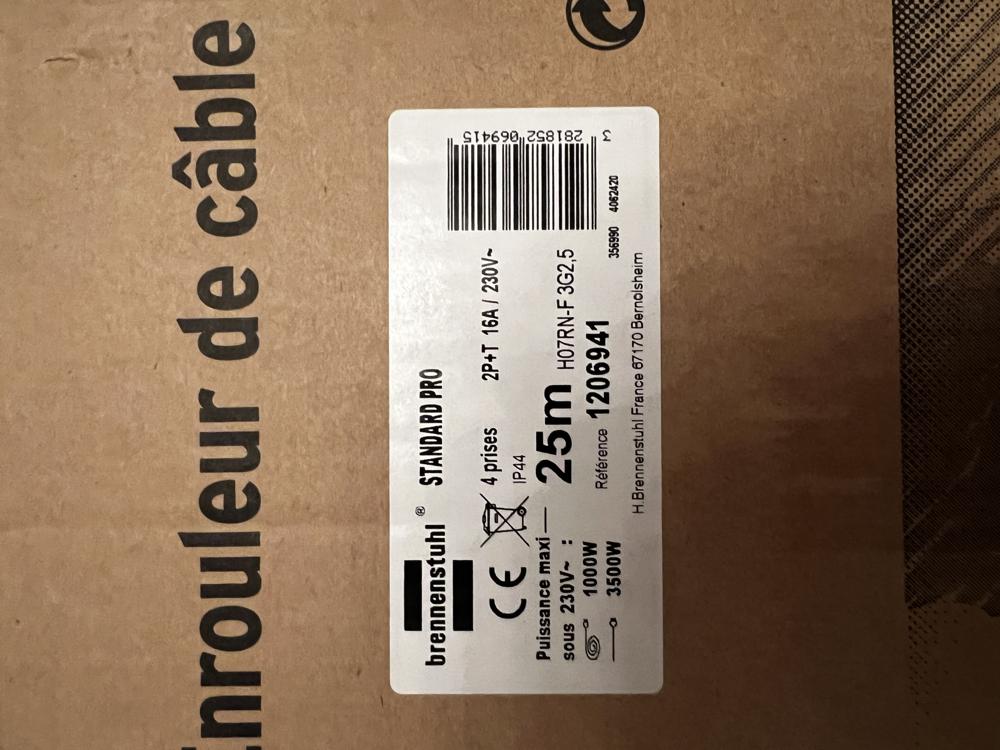 Enrouleur de câble
brennenstuhl ® STANDARD PRO
4 prises 2P+T 16A / 230V~
IP44
CE
Puissance maxi
sous 230V~ :
1000W
3500W
25m H07RN-F 3G2,5
Référence 1206941
356990 4062420
H.Brennenstuhl France 67170 Bernolsheim
3 281852 069415